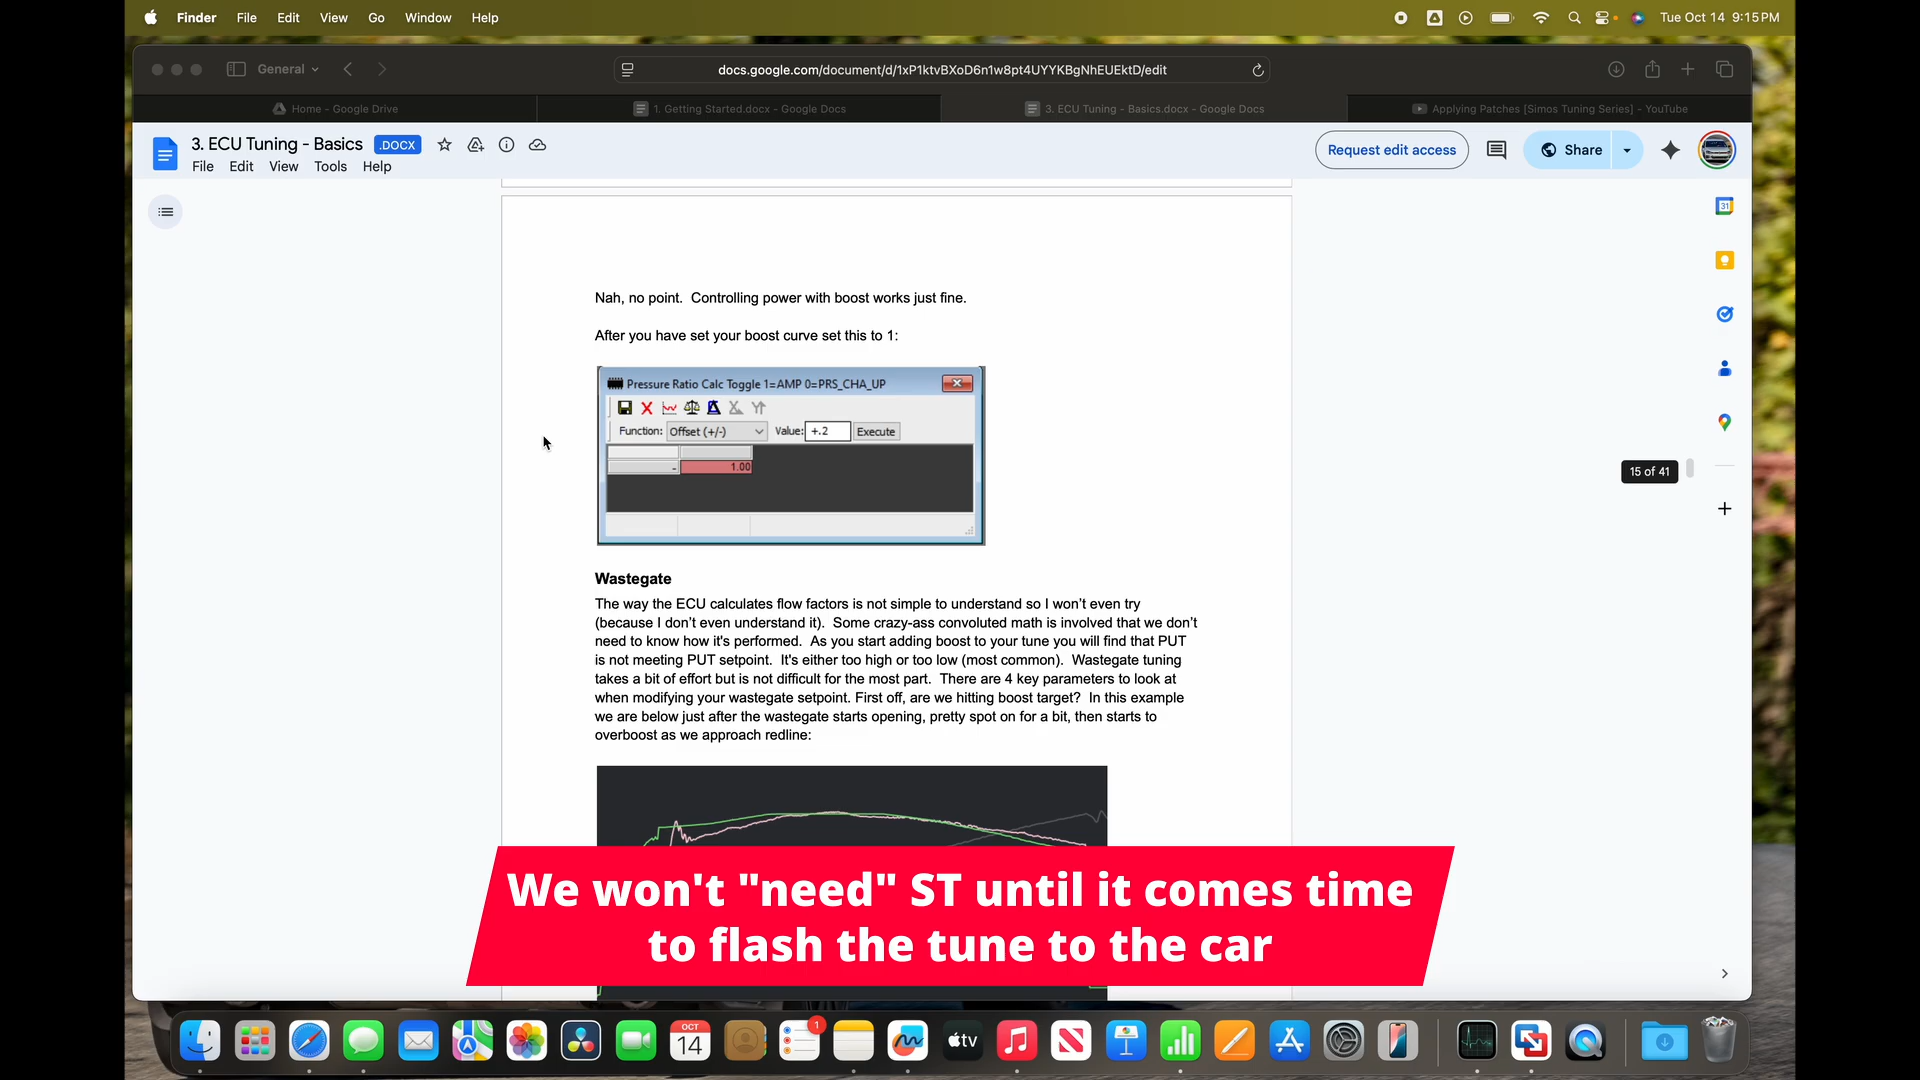 Finder File Edit View Go Window Help Tue Oct 14 9:15 PM
General docs.google.com/document/d/1xP1ktvBXoD6n1w8pt4UYYKBgNhEUEktD/edit
Home - Google Drive 1. Getting Started.docx - Google Docs 3. ECU Tuning - Basics.docx - Google Docs Applying Patches [Simos Tuning Series] - YouTube
3. ECU Tuning - Basics .DOCX
File Edit View Tools Help
Request edit access
Share
31
Nah, no point. Controlling power with boost works just fine.
After you have set your boost curve set this to 1:
Pressure Ratio Calc Toggle 1=AMP 0=PRS_CHA_UP
Function: Offset (+/-) Value: +.2 Execute
- 1.00
15 of 41
Wastegate
The way the ECU calculates flow factors is not simple to understand so I won't even try
(because I don't even understand it). Some crazy-ass convoluted math is involved that we don't
need to know how it's performed. As you start adding boost to your tune you will find that PUT
is not meeting PUT setpoint. It's either too high or too low (most common). Wastegate tuning
takes a bit of effort but is not difficult for the most part. There are 4 key parameters to look at
when modifying your wastegate setpoint. First off, are we hitting boost target? In this example
we are below just after the wastegate starts opening, pretty spot on for a bit, then starts to
overboost as we approach redline:
We won't "need" ST until it comes time
to flash the tune to the car
OCT
14
1
tv